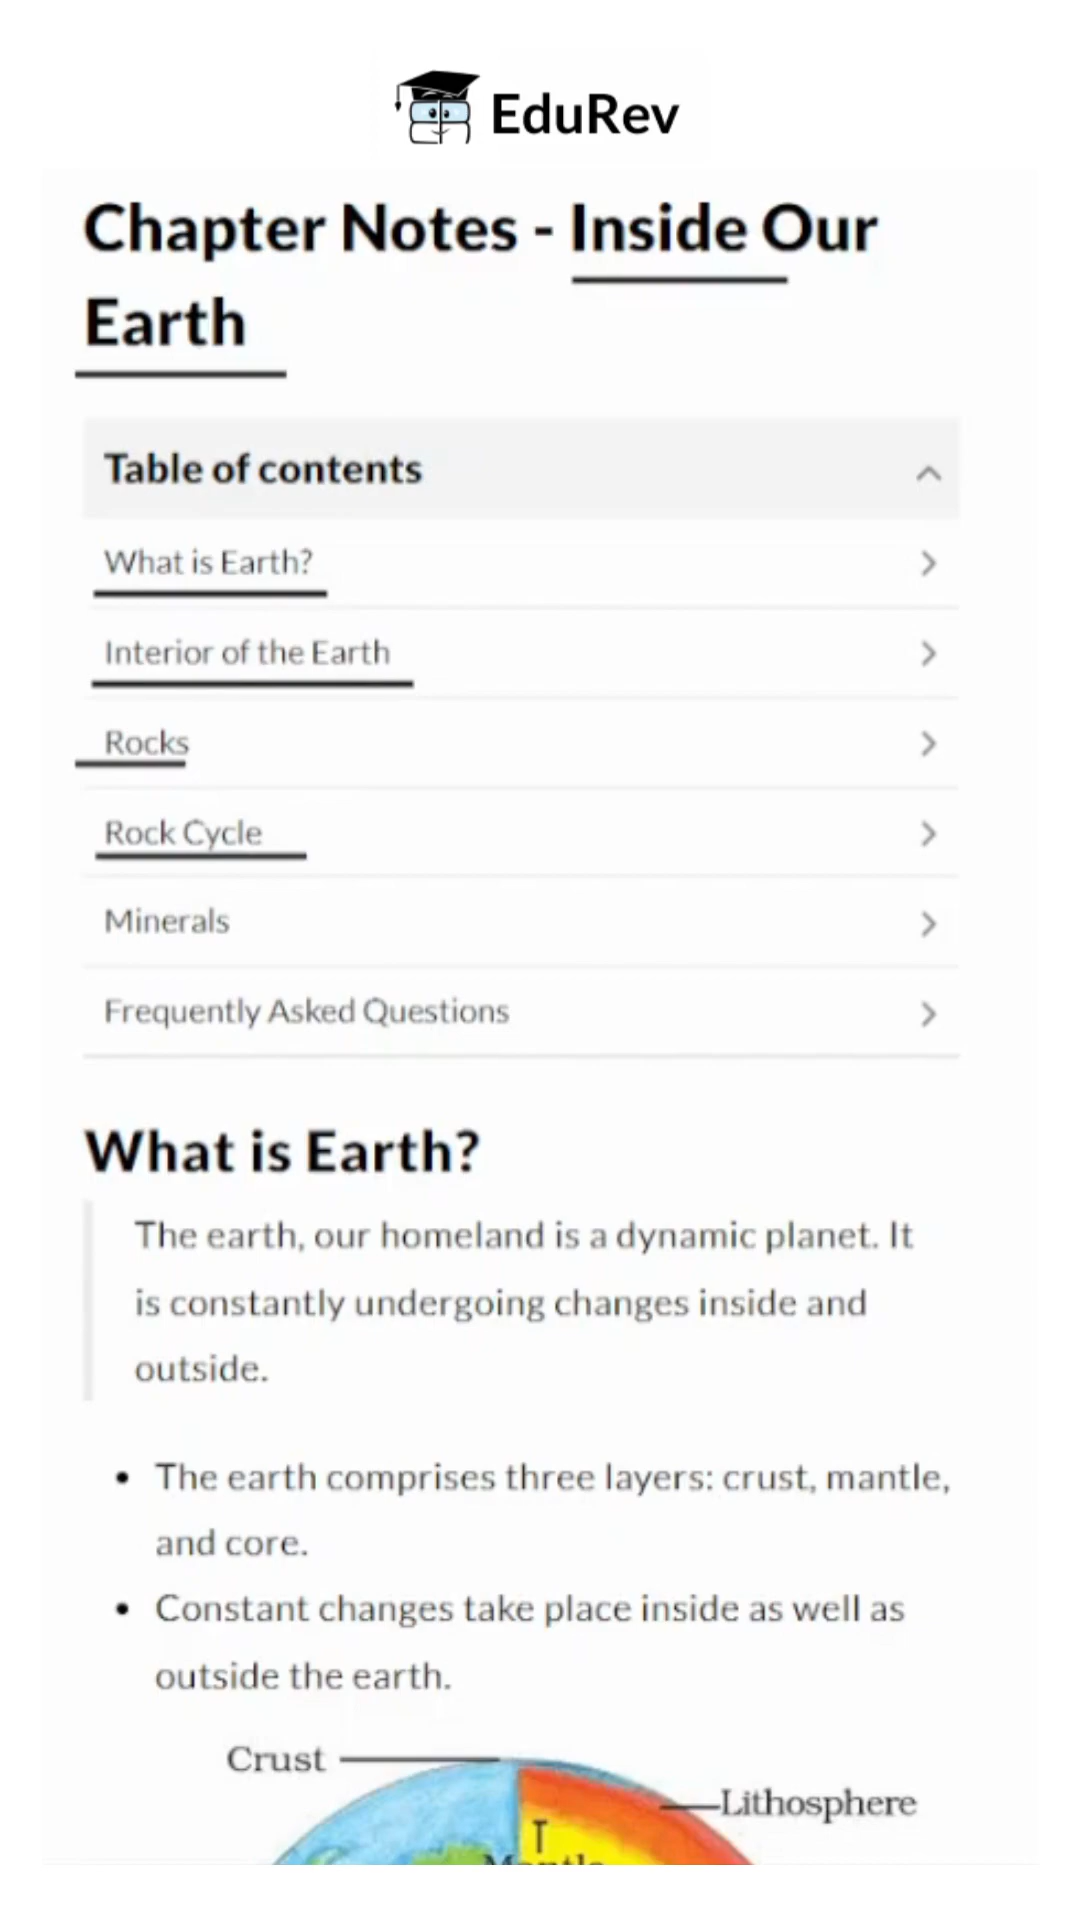 EduRev
Chapter Notes - Inside Our
Earth
Table of contents
What is Earth?
Interior of the Earth
Rocks
Rock Cycle
Minerals
Frequently Asked Questions
What is Earth?
The earth, our homeland is a dynamic planet. It
is constantly undergoing changes inside and
outside.
• The earth comprises three layers: crust, mantle,
and core.
• Constant changes take place inside as well as
outside the earth.
Crust
Lithosphere